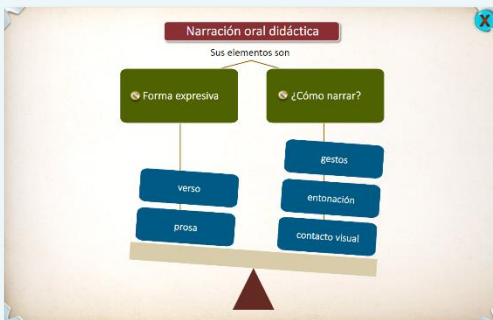 Narración oral didáctica
Sus elementos son
Forma expresiva
¿Cómo narrar?
verso
prosa
gestos
entonación
contacto visual
X